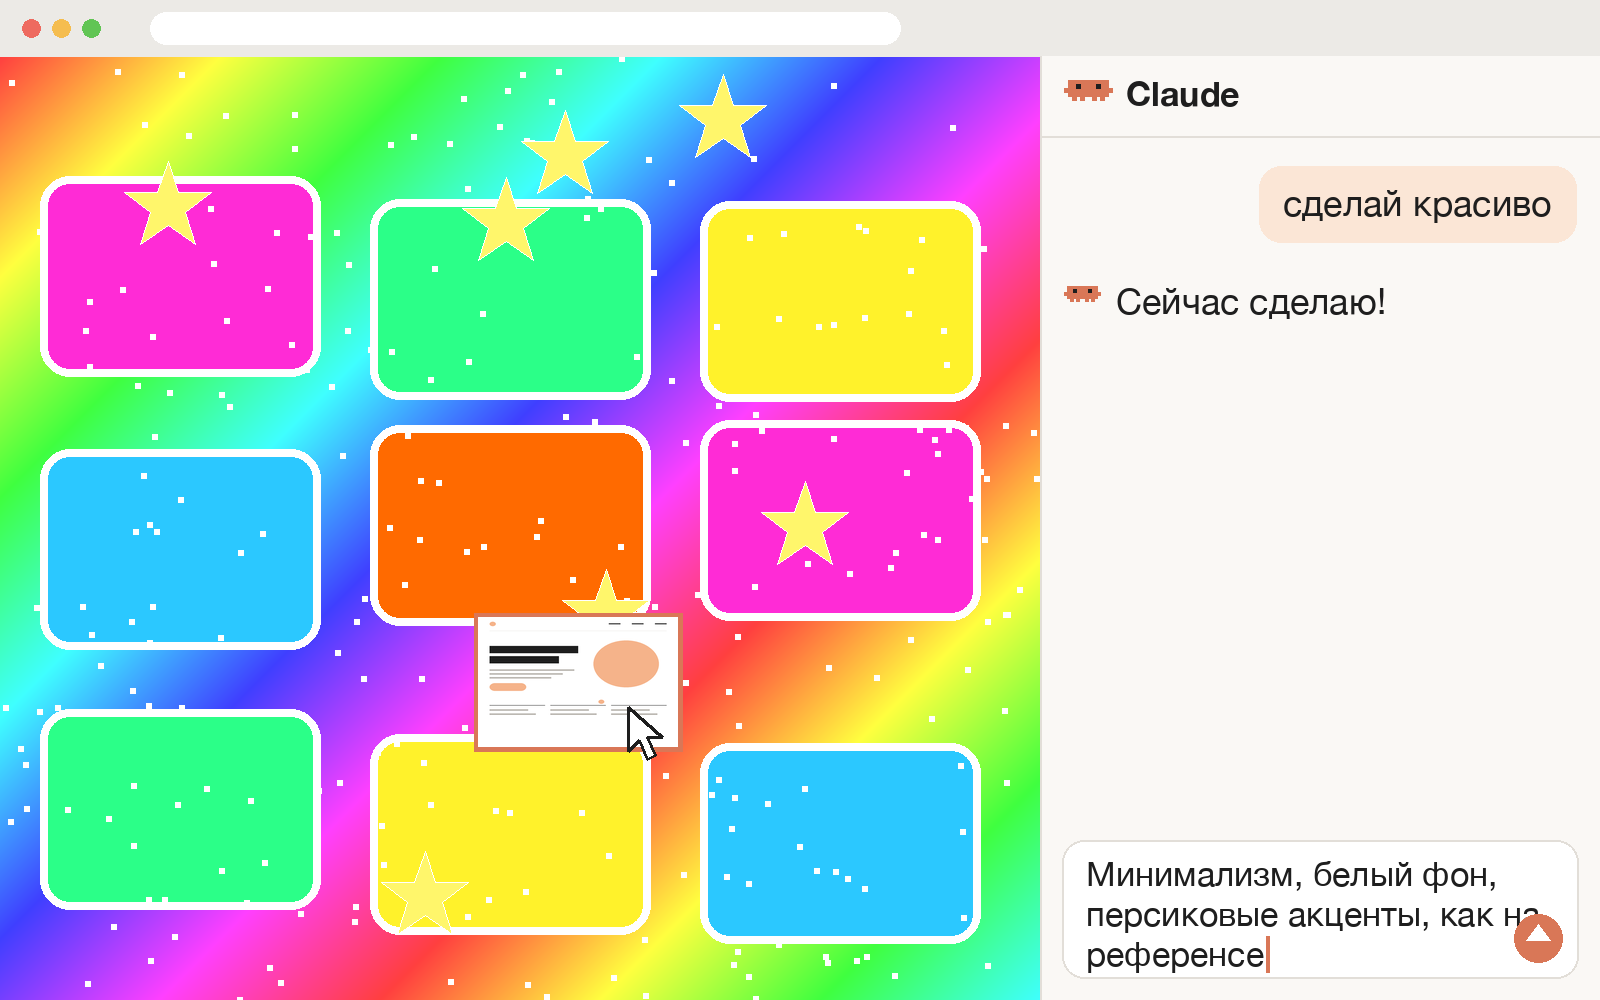 Claude
сделай красиво
Сейчас сделаю!
Минимализм, белый фон,
персиковые акценты, как на
референсе